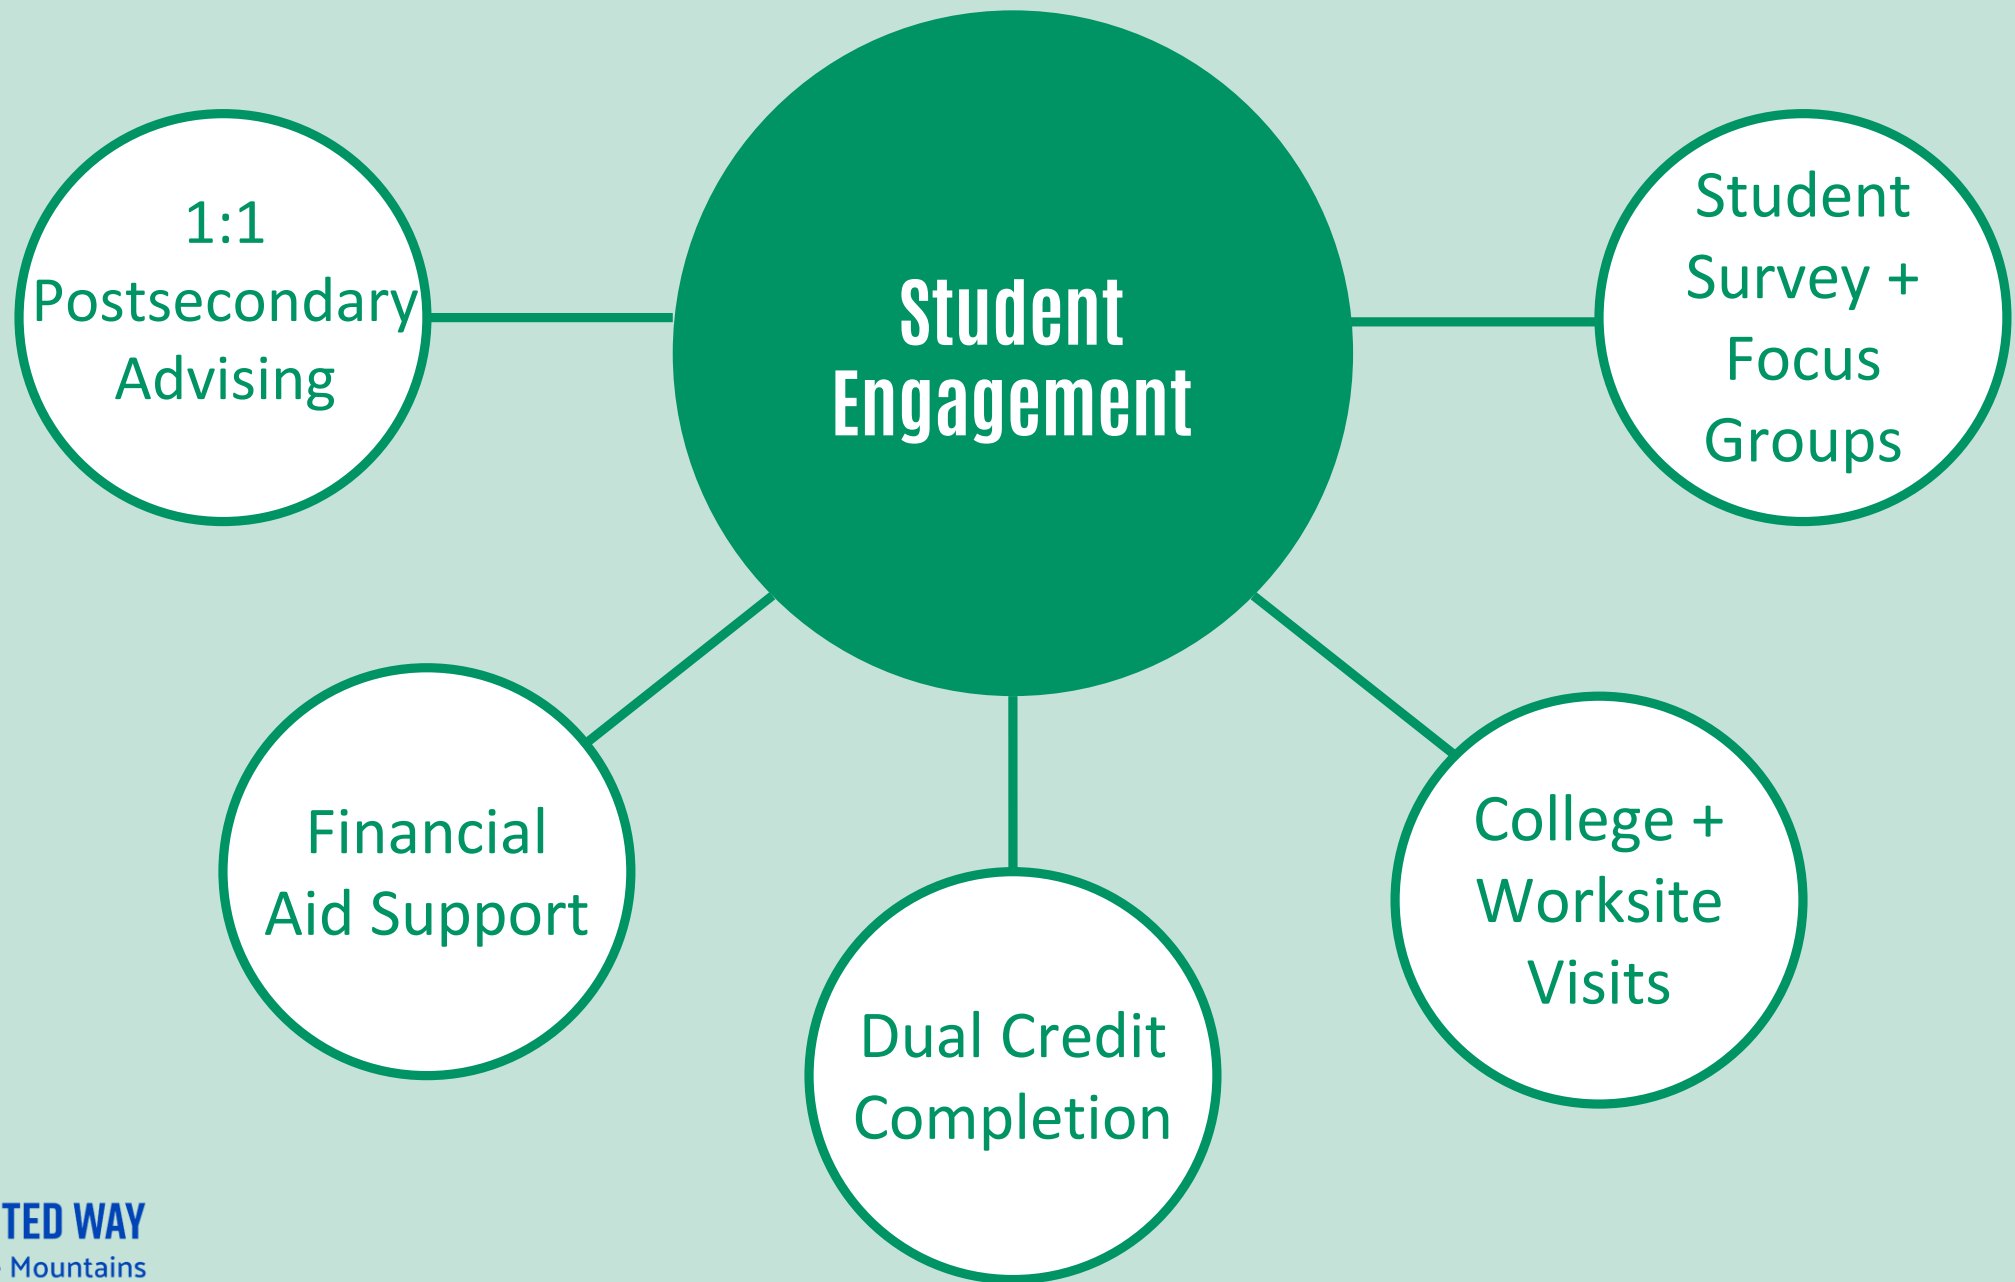 Student
Engagement
1:1
Postsecondary
Advising
Student
Survey +
Focus
Groups
Financial
Aid Support
Dual Credit
Completion
College +
Worksite
Visits
TED WAY
Mountains